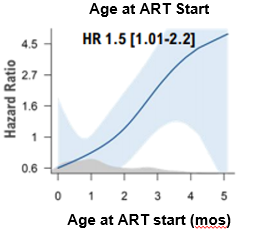 Age at ART Start
HR 1.5 [1.01-2.2]
Hazard Ratio
4.5
2.7
1.6
1
0.6
0 1 2 3 4 5
Age at ART start (mos)